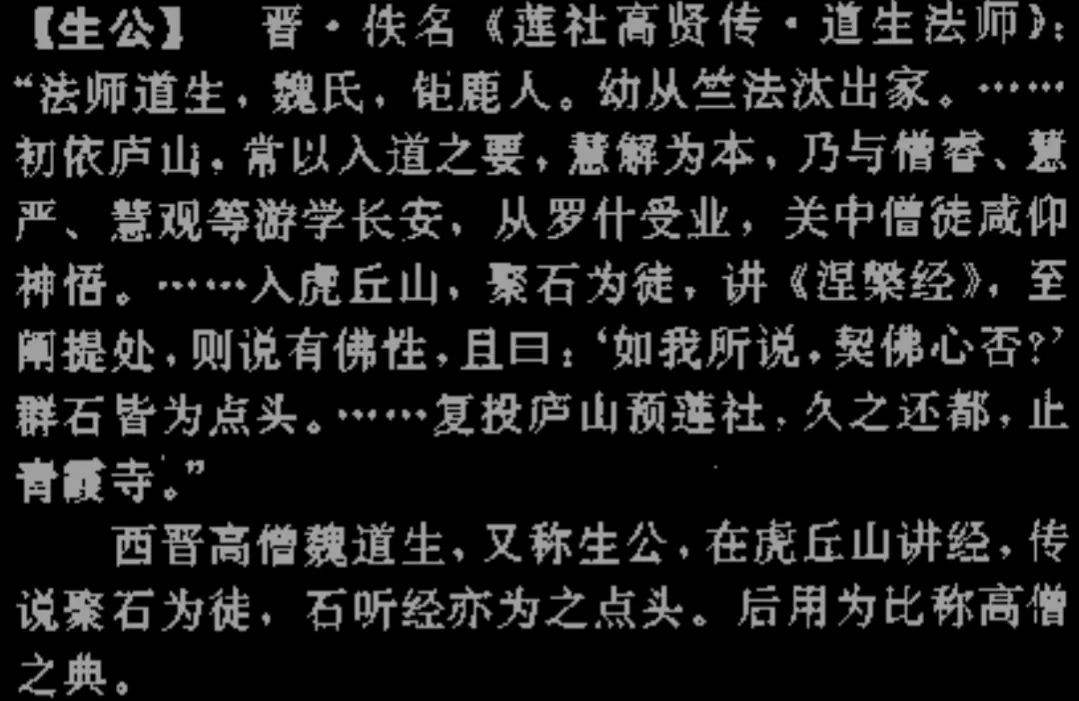 【生公】 晋·佚名《莲社高贤传·道生法师》：
“法师道生，魏氏，钜鹿人。幼从竺法汰出家。……
初依庐山。常以入道之要，慧解为本，乃与僧睿、慧
严、慧观等游学长安，从罗什受业，关中僧徒咸仰
神悟。……入虎丘山，聚石为徒，讲《涅槃经》，至
阐提处，则说有佛性，且曰：‘如我所说，契佛心否？’
群石皆为点头。……复投庐山预莲社，久之还都，止
青霞寺。”
西晋高僧魏道生，又称生公，在虎丘山讲经，传
说聚石为徒，石听经亦为之点头。后用为比称高僧
之典。